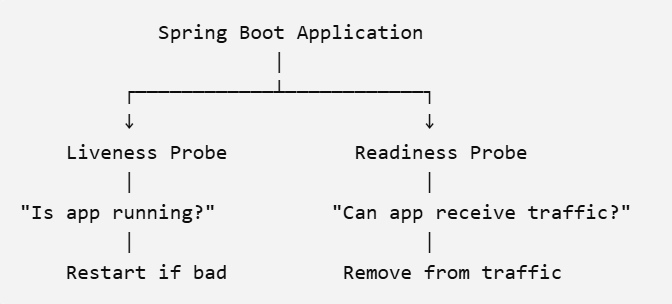 Spring Boot Application
Liveness Probe Readiness Probe
"Is app running?" "Can app receive traffic?"
Restart if bad Remove from traffic